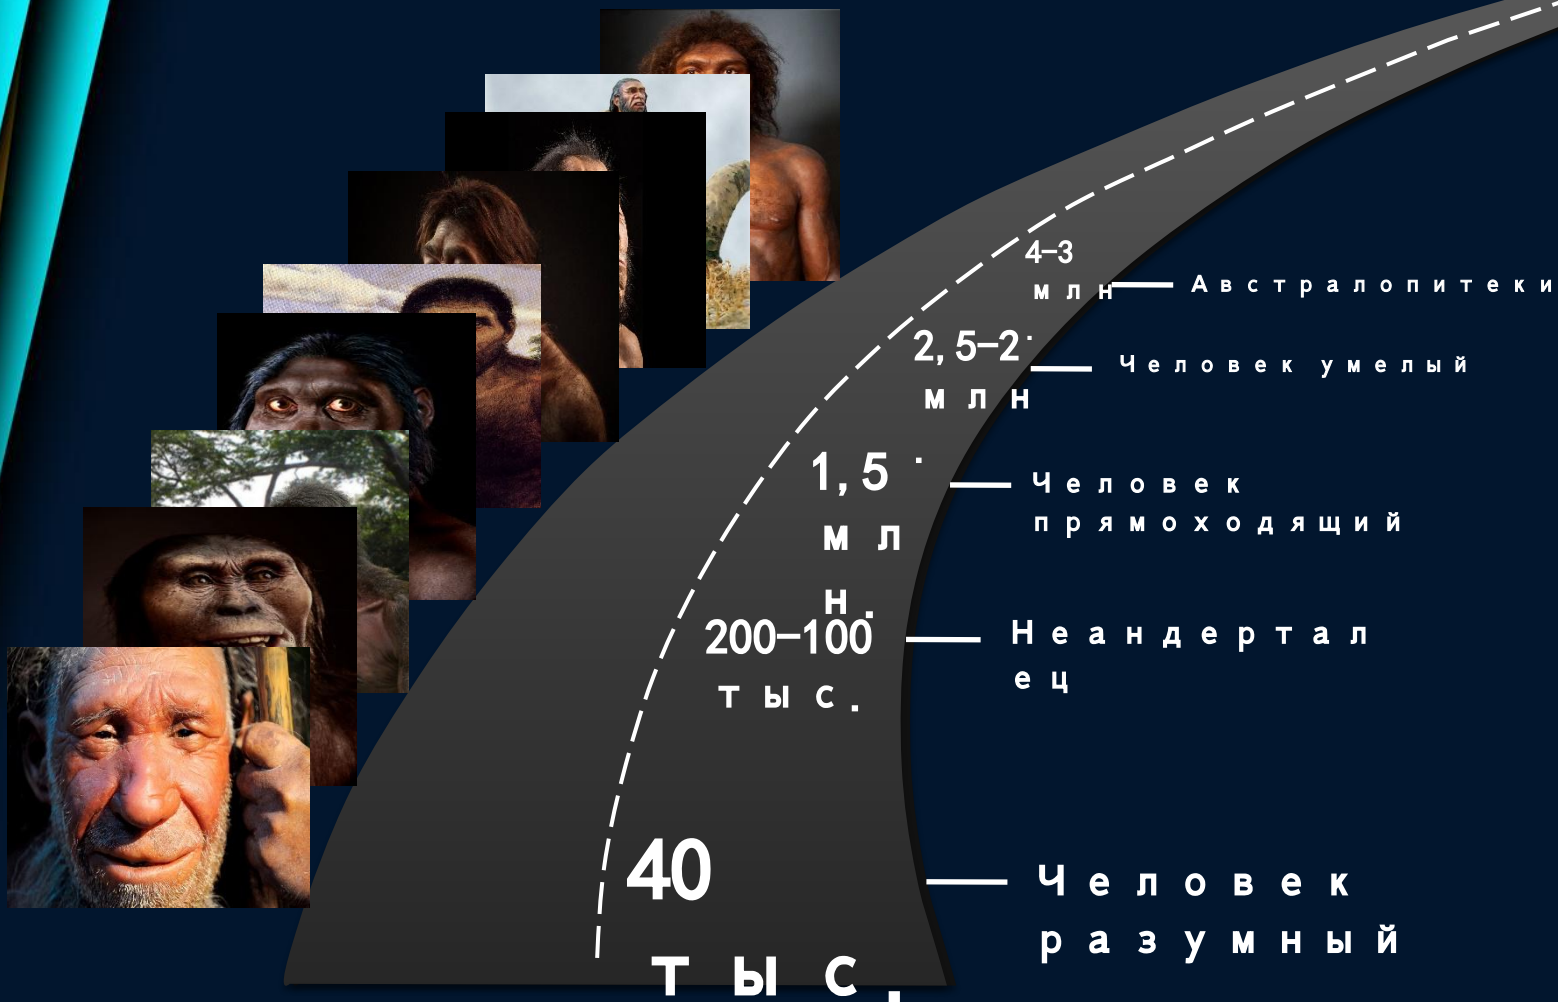 4–3
млн.
Австралопитеки
2,5–2
млн.
Человек умелый
1,5
мл
н.
Человек
прямоходящий
200–100
тыс.
Неандертал
ец
40
тыс.
Человек
разумный